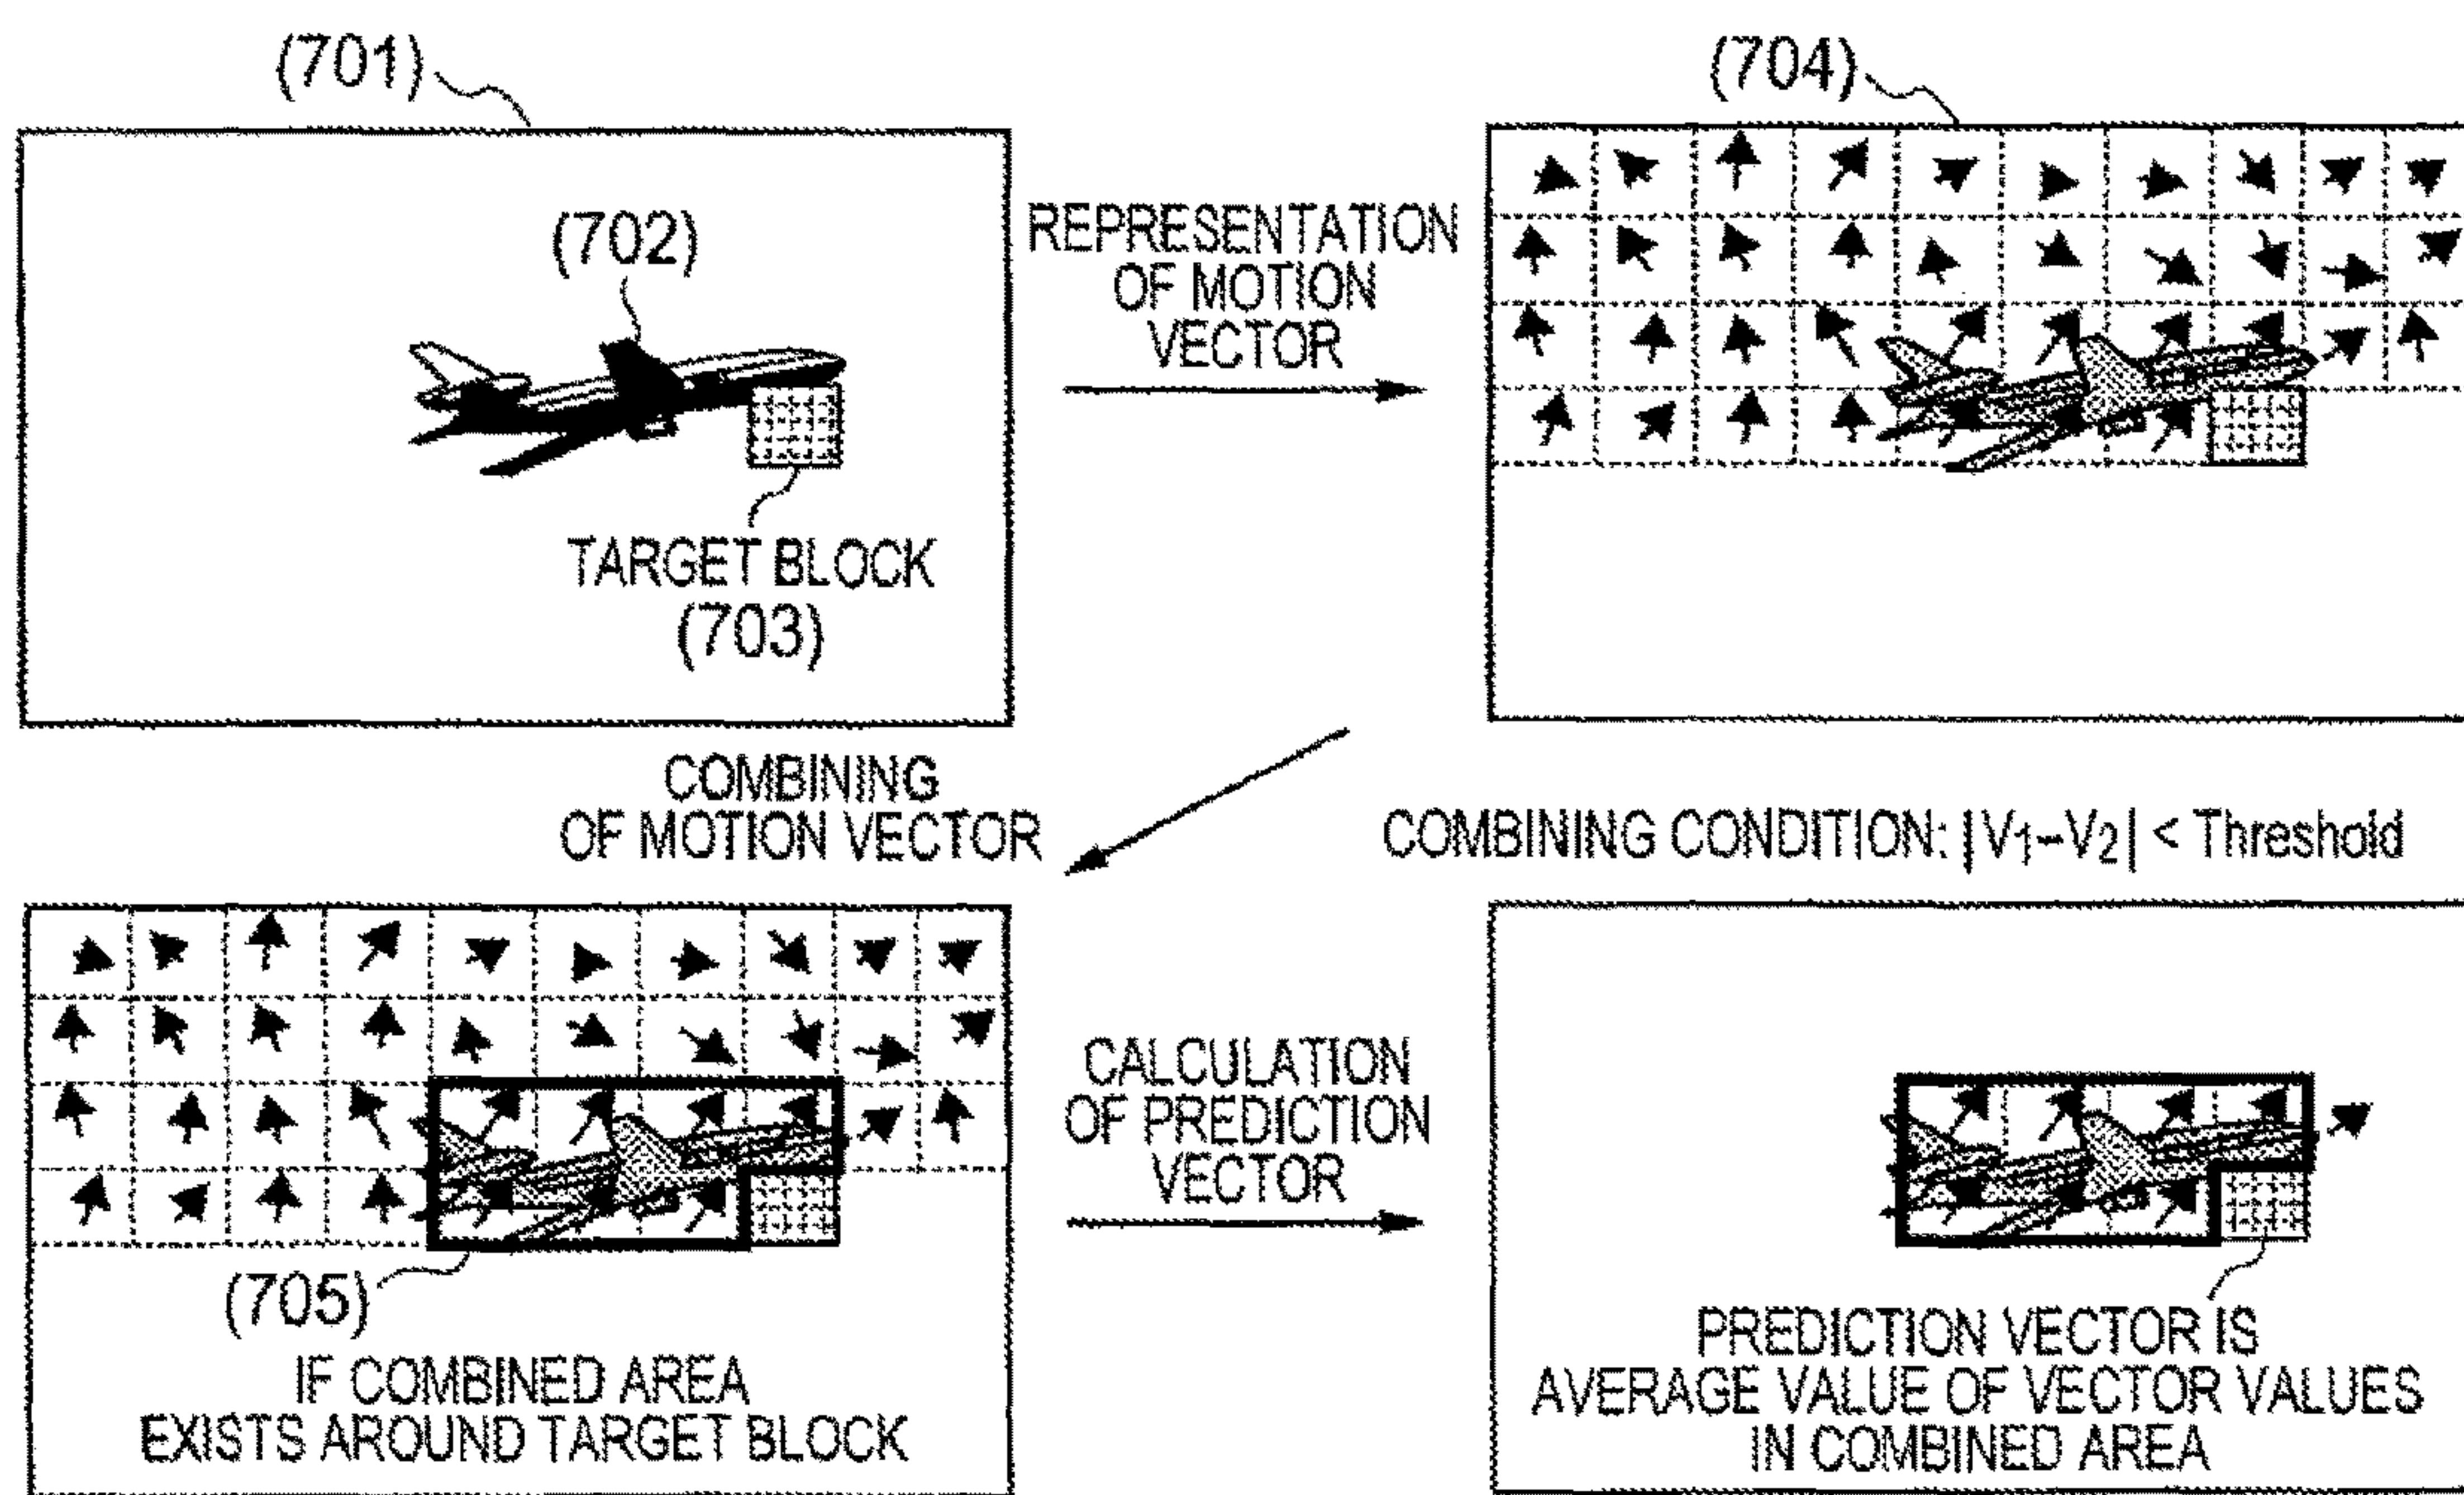 (701)
(702)
TARGET BLOCK
(703)
REPRESENTATION
OF MOTION
VECTOR
(704)
COMBINING
OF MOTION VECTOR
COMBINING CONDITION: |V1-V2| < Threshold
(705)
IF COMBINED AREA
EXISTS AROUND TARGET BLOCK
CALCULATION
OF PREDICTION
VECTOR
PREDICTION VECTOR IS
AVERAGE VALUE OF VECTOR VALUES
IN COMBINED AREA